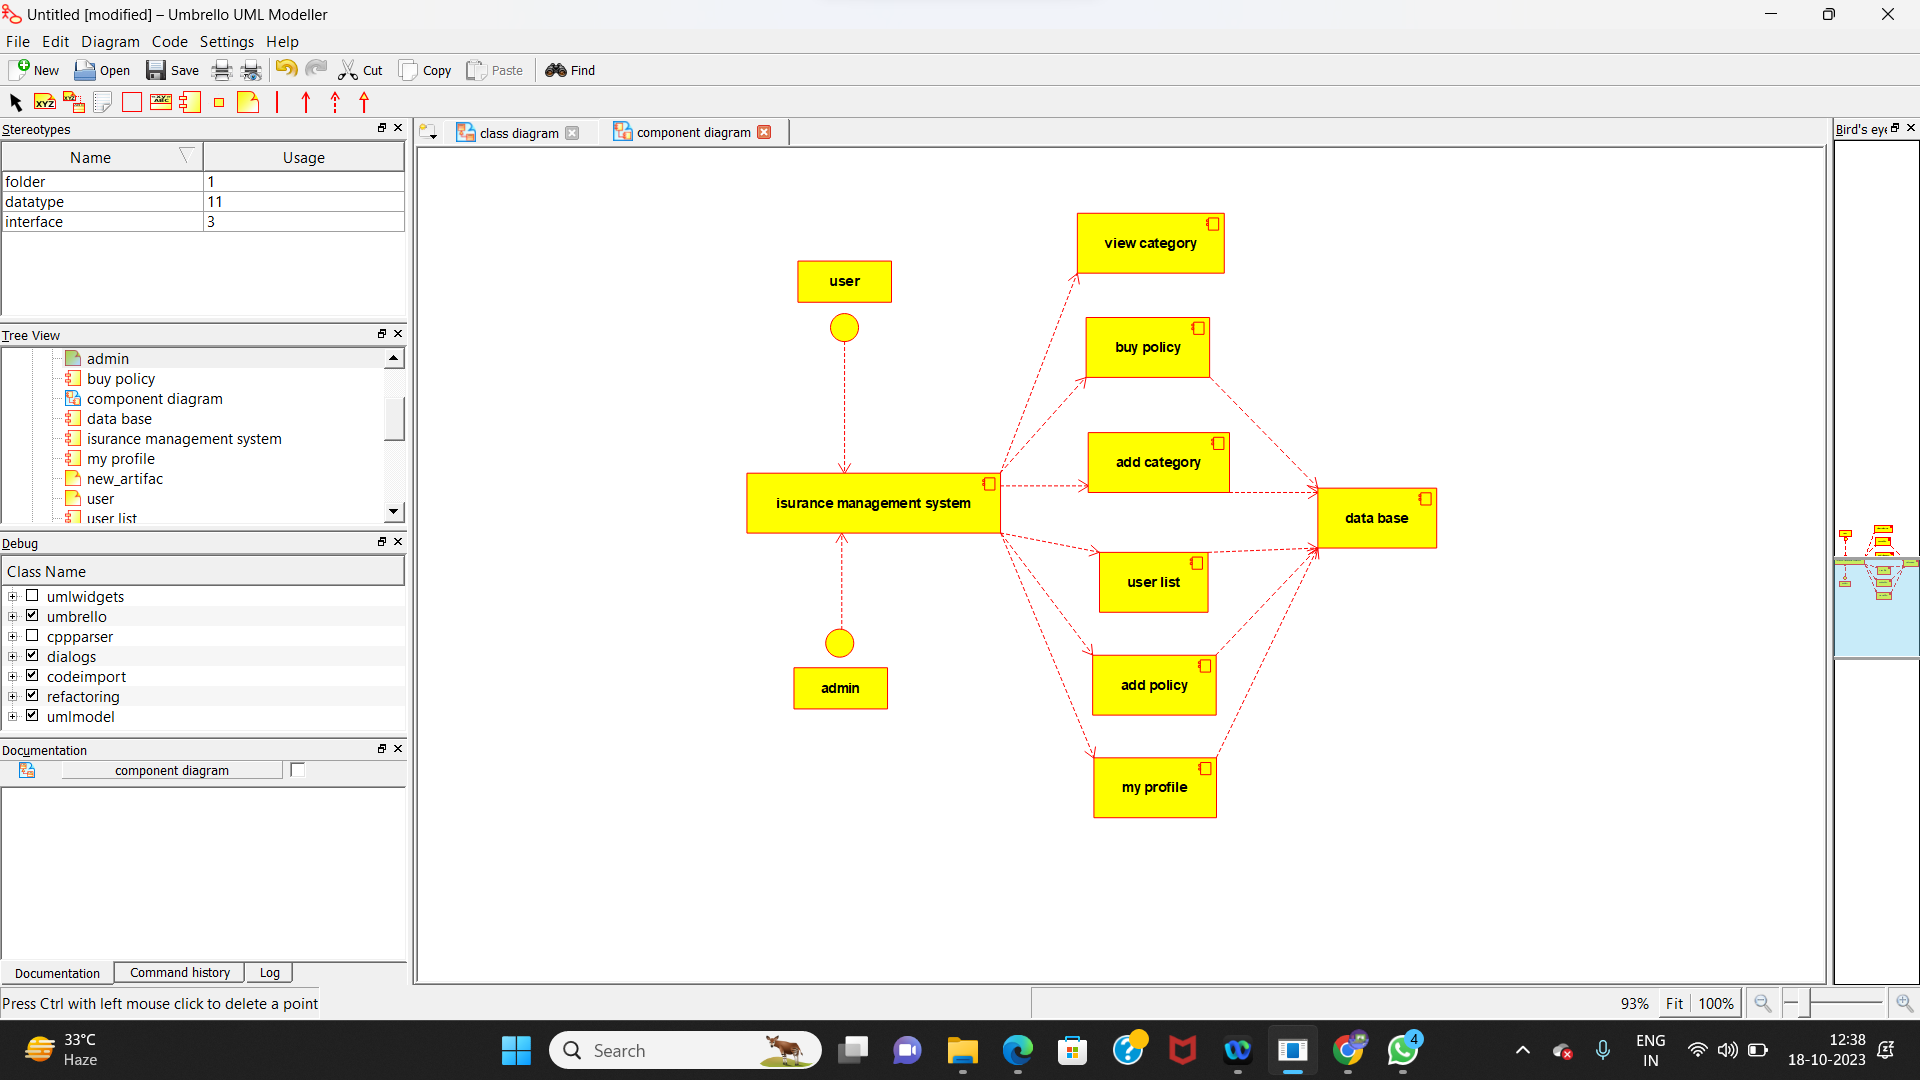 Untitled [modified] – Umbrello UML Modeller
File Edit Diagram Code Settings Help
New Open Save Cut Copy Paste Find
XYZ XYZ ABC
Stereotypes
Name Usage
folder 1
datatype 11
interface 3
Tree View
admin
buy policy
component diagram
data base
isurance management system
my profile
new_artifac
user
user list
Debug
Class Name
umlwidgets
umbrello
cppparser
dialogs
codeimport
refactoring
umlmodel
Documentation
component diagram
Documentation Command history Log
Press Ctrl with left mouse click to delete a point
class diagram component diagram
user
isurance management system
admin
view category
buy policy
add category
user list
add policy
my profile
data base
Bird's eye
93% Fit 100%
33°C
Haze
Search
4
ENG
IN
12:38
18-10-2023